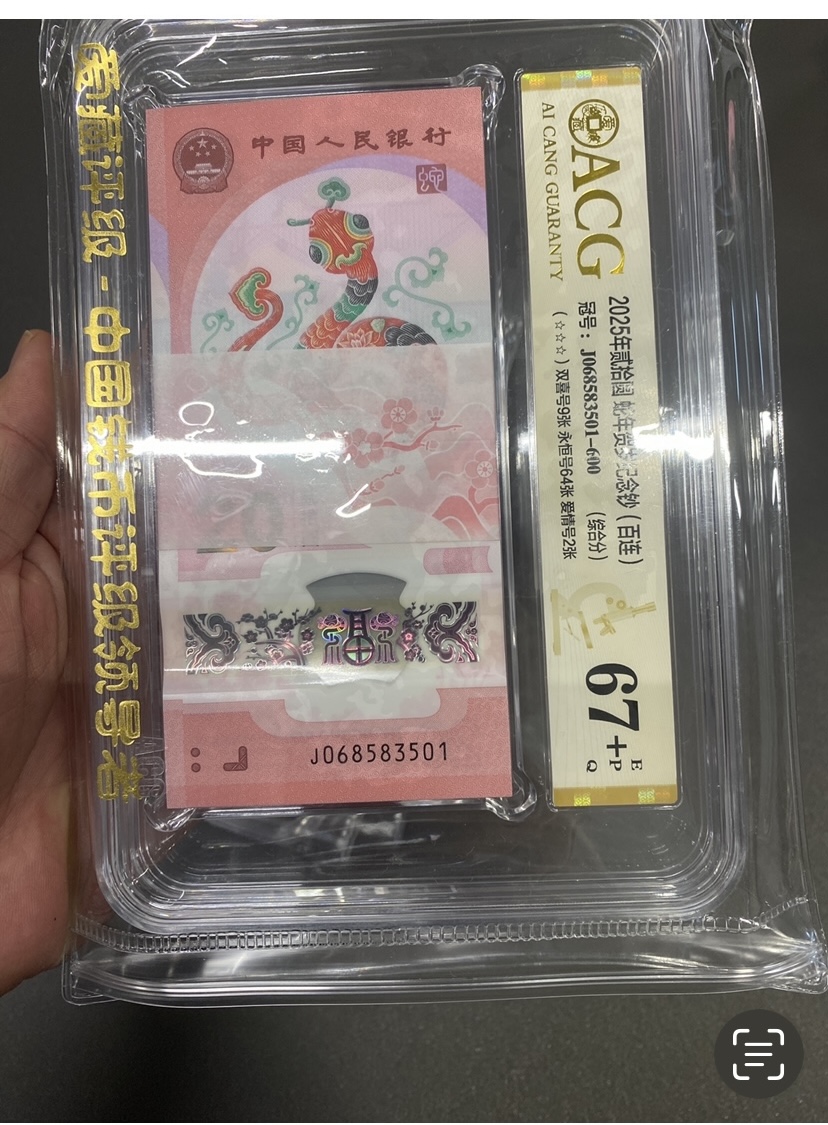 爱藏评级-中国钱币评级领导者
中国人民银行
J068583501
ACG
AI CANG GUARANTY
2025年贰拾圆 蛇年贺岁纪念钞（百连）
冠号：J068583501-600 （综合分）
（☆☆☆）双喜号9张 永恒号64张 爱情号2张
67+
E
P
Q